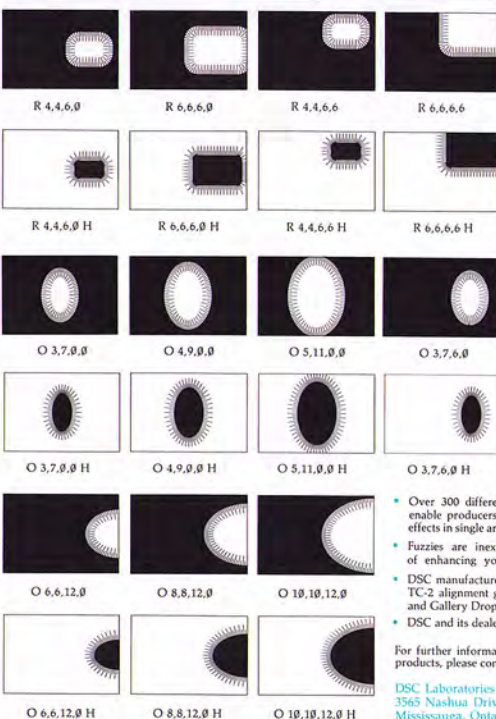 R 4,4,6,Ø
R 6,6,6,Ø
R 4,4,6,6
R 6,6,6,6
R 4,4,6,Ø H
R 6,6,6,Ø H
R 4,4,6,6 H
R 6,6,6,6 H
O 3,7,Ø,Ø
O 4,9,Ø,Ø
O 5,11,Ø,Ø
O 3,7,6,Ø
O 3,7,Ø,Ø H
O 4,9,Ø,Ø H
O 5,11,Ø,Ø H
O 3,7,6,Ø H
O 6,6,12,Ø
O 8,8,12,Ø
O 1Ø,1Ø,12,Ø
O 6,6,12,Ø H
O 8,8,12,Ø H
O 1Ø,1Ø,12,Ø H
• Over 300 differe
enable producers
effects in single an
• Fuzzies are inex
of enhancing yo
• DSC manufacture
TC-2 alignment g
and Gallery Drop
• DSC and its deale
For further informa
products, please con
DSC Laboratories
3565 Nashua Driv
Mississauga, Onta